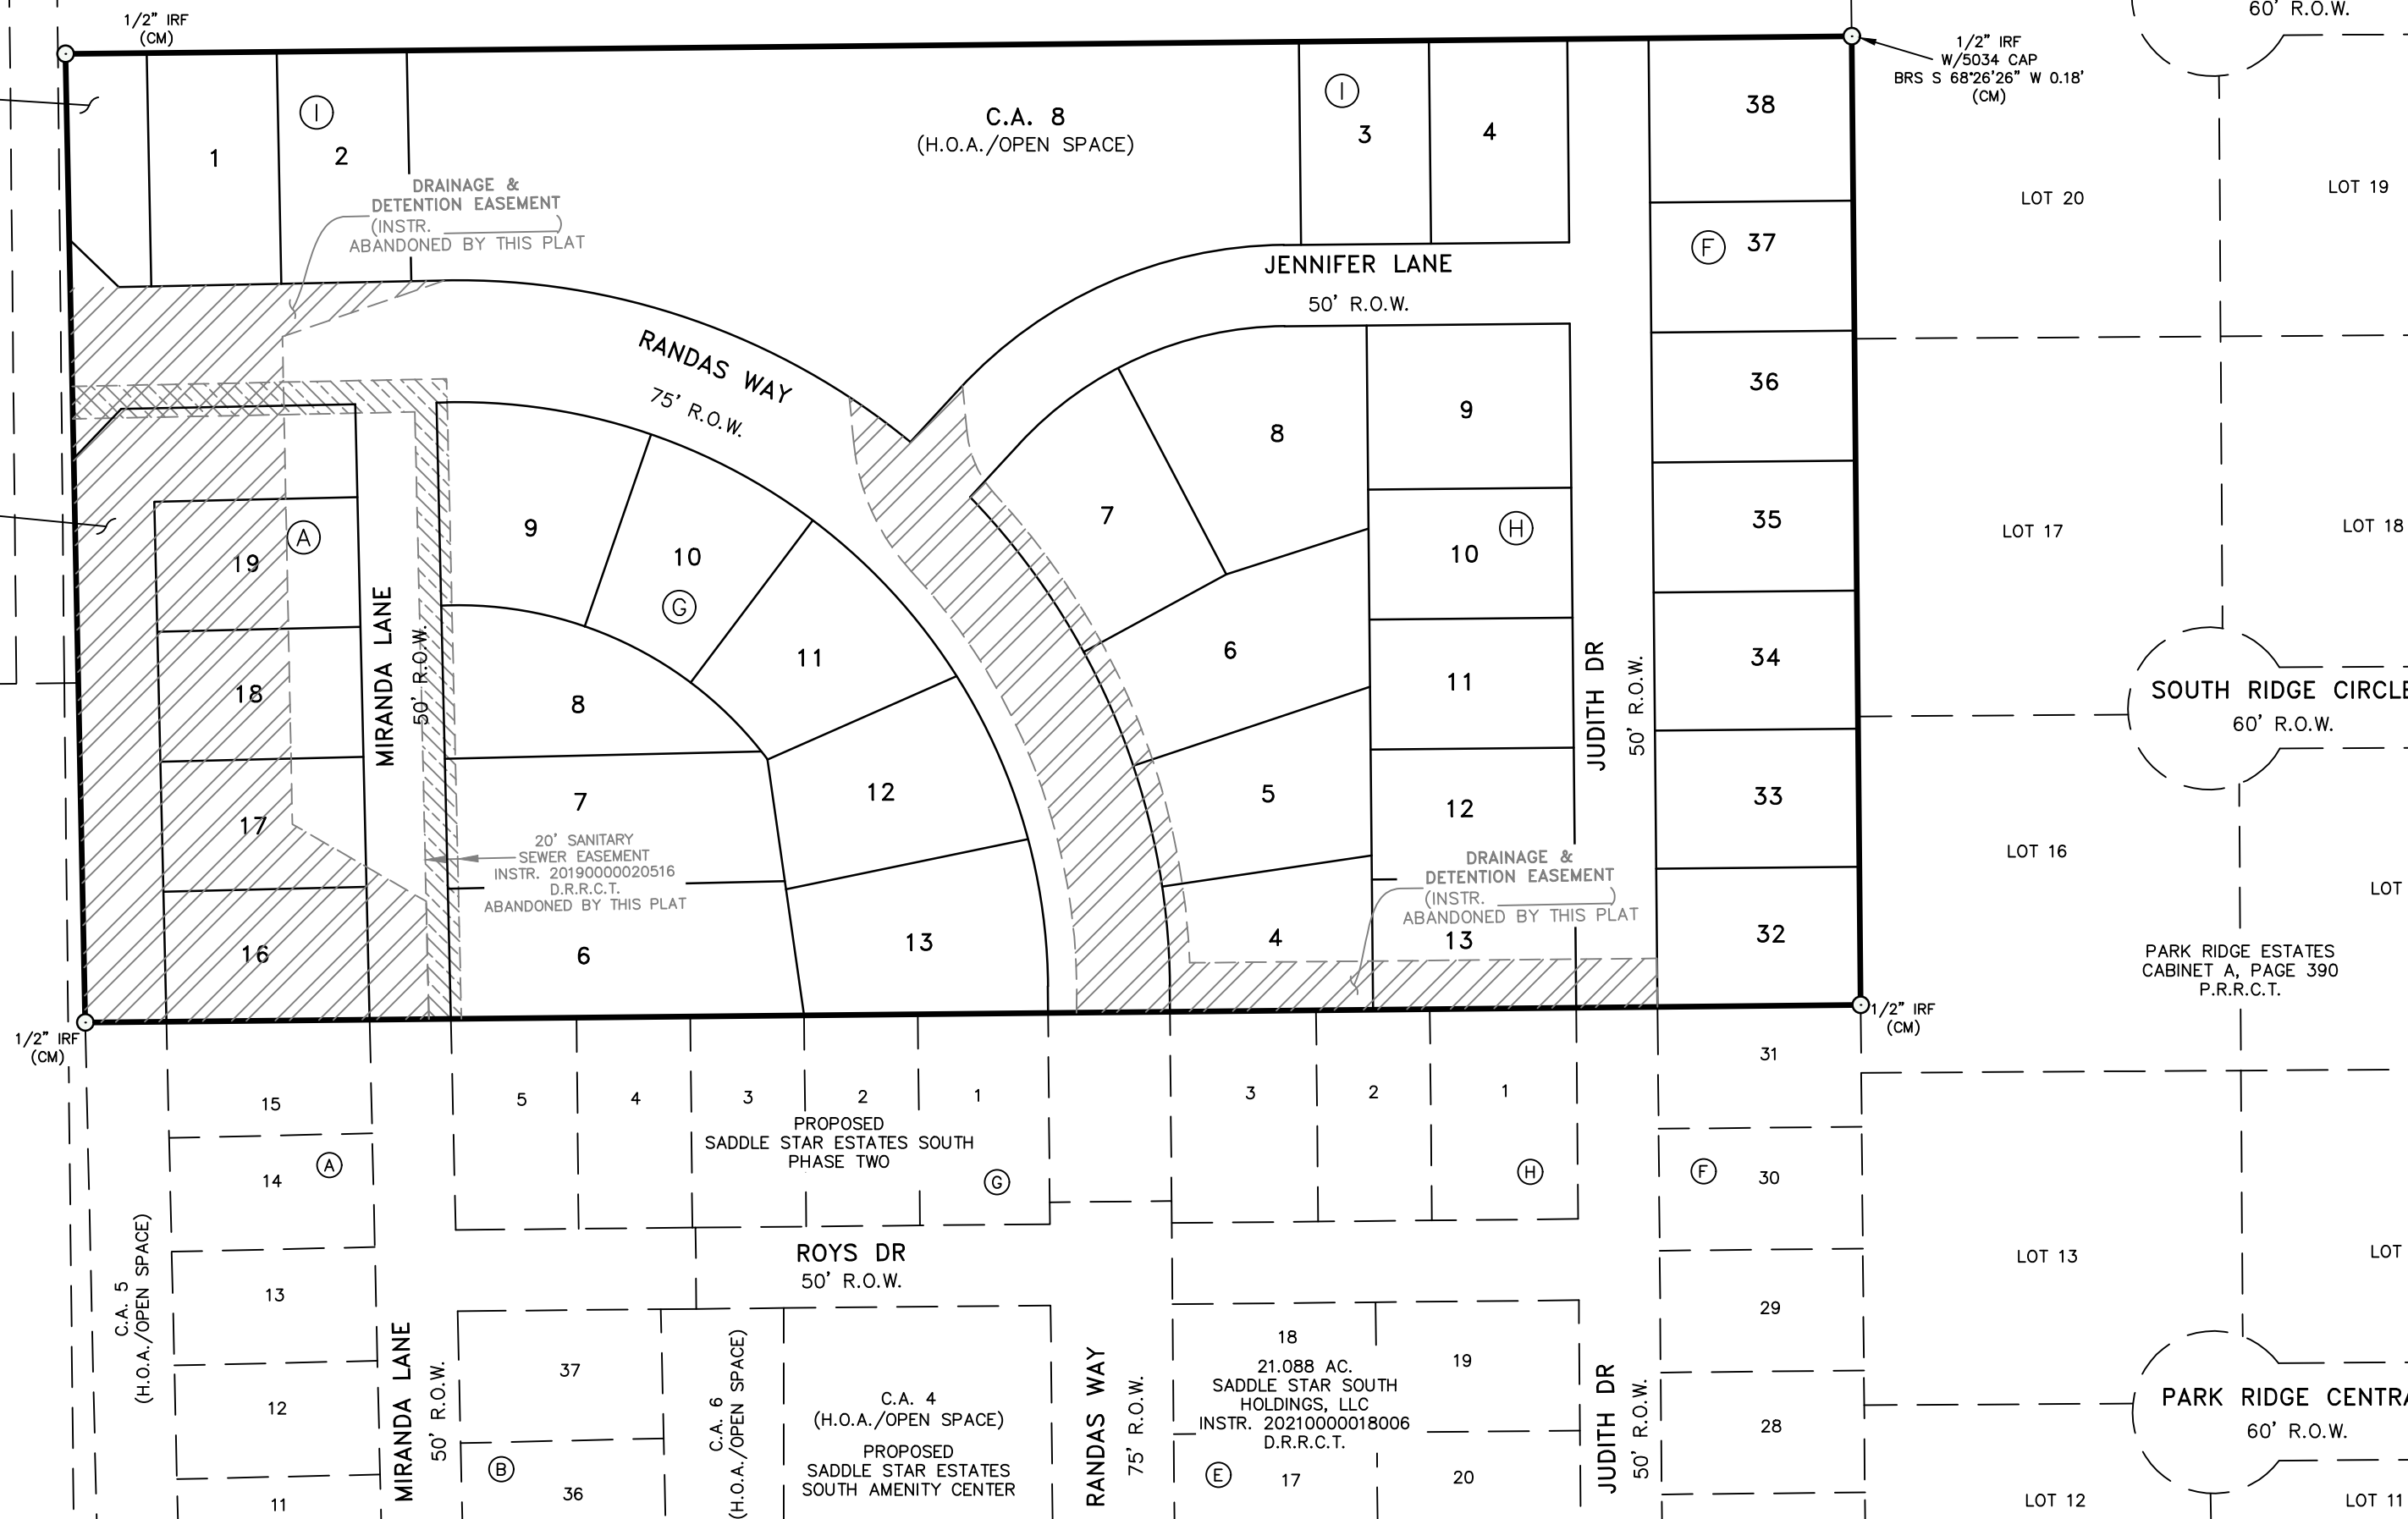 1/2" IRF
(CM)
60' R.O.W.
1/2" IRF
W/5034 CAP
BRS S 68°26'26" W 0.18'
(CM)
1
I
2
C.A. 8
(H.O.A./OPEN SPACE)
I
3
4
38
LOT 20
LOT 19
DRAINAGE &
DETENTION EASEMENT
(INSTR. ____________)
ABANDONED BY THIS PLAT
JENNIFER LANE
50' R.O.W.
F
37
RANDAS WAY
75' R.O.W.
36
35
34
33
32
7
8
9
10
H
11
12
13
6
5
4
9
10
G
11
8
7
12
6
13
19
A
18
17
16
MIRANDA LANE
50' R.O.W.
JUDITH DR
50' R.O.W.
LOT 17
LOT 18
SOUTH RIDGE CIRCLE
60' R.O.W.
LOT 16
LOT
20' SANITARY
SEWER EASEMENT
INSTR. 20190000020516
D.R.R.C.T.
ABANDONED BY THIS PLAT
DRAINAGE &
DETENTION EASEMENT
(INSTR. ____________)
ABANDONED BY THIS PLAT
PARK RIDGE ESTATES
CABINET A, PAGE 390
P.R.R.C.T.
1/2" IRF
(CM)
1/2" IRF
(CM)
15
14
A
13
12
11
5
4
3
2
1
PROPOSED
SADDLE STAR ESTATES SOUTH
PHASE TWO
G
3
2
1
H
F
31
30
29
28
ROYS DR
50' R.O.W.
C.A. 5
(H.O.A./OPEN SPACE)
MIRANDA LANE
50' R.O.W.
37
B
36
C.A. 6
(H.O.A./OPEN SPACE)
C.A. 4
(H.O.A./OPEN SPACE)
PROPOSED
SADDLE STAR ESTATES
SOUTH AMENITY CENTER
RANDAS WAY
75' R.O.W.
18
19
21.088 AC.
SADDLE STAR SOUTH
HOLDINGS, LLC
INSTR. 20210000018006
D.R.R.C.T.
E
17
20
JUDITH DR
50' R.O.W.
LOT 13
LOT
PARK RIDGE CENTRA
60' R.O.W.
LOT 12
LOT 11